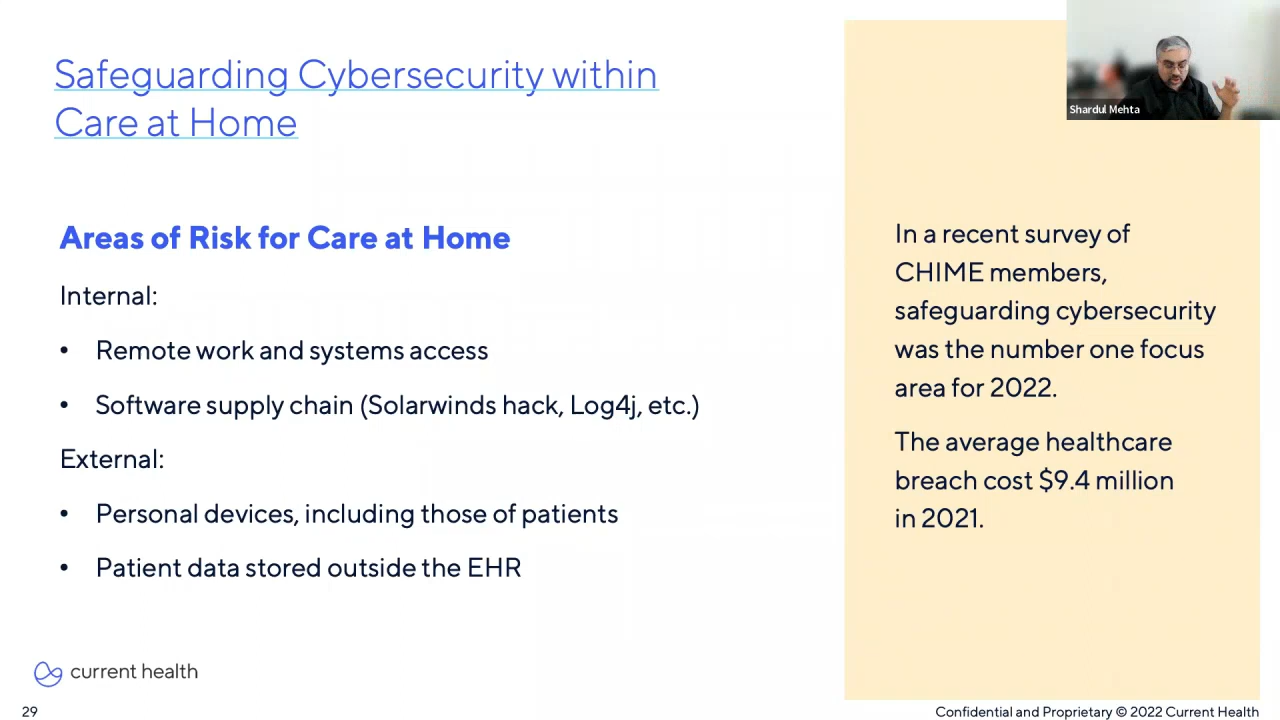 Safeguarding Cybersecurity within
Care at Home
Areas of Risk for Care at Home
Internal:
• Remote work and systems access
• Software supply chain (Solarwinds hack, Log4j, etc.)
External:
• Personal devices, including those of patients
• Patient data stored outside the EHR
Shardul Mehta
In a recent survey of
CHIME members,
safeguarding cybersecurity
was the number one focus
area for 2022.
The average healthcare
breach cost $9.4 million
in 2021.
current health
29
Confidential and Proprietary © 2022 Current Health